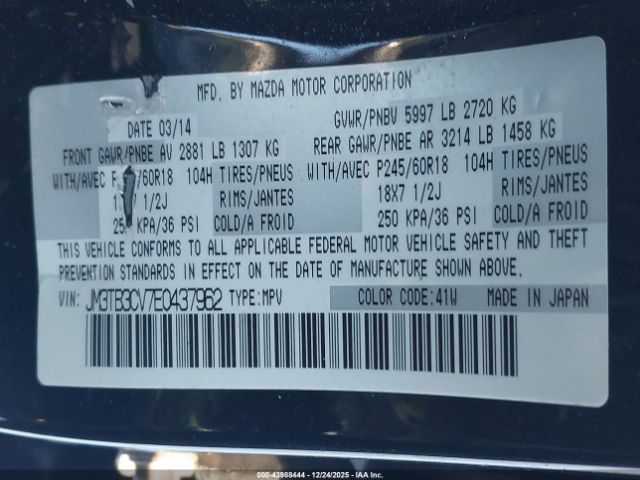 MFD. BY MAZDA MOTOR CORPORATION
DATE 03/14 GVWR/PNBV 5997 LB 2720 KG
FRONT GAWR/PNBE AV 2881 LB 1307 KG REAR GAWR/PNBE AR 3214 LB 1458 KG
WITH/AVEC P /60R18 104H TIRES/PNEUS WITH/AVEC P245/60R18 104H TIRES/PNEUS
1 1/2J RIMS/JANTES 18X7 1/2J RIMS/JANTES
250 KPA/36 PSI COLD/A FROID 250 KPA/36 PSI COLD/A FROID
THIS VEHICLE CONFORMS TO ALL APPLICABLE FEDERAL MOTOR VEHICLE SAFETY AND THEFT
PREVENTION STANDARDS IN EFFECT ON THE DATE OF MANUFACTURE SHOWN ABOVE.
VIN: JM3TB3CV7E0437962 TYPE:MPV COLOR CODE:41W MADE IN JAPAN
000-43988444 - 12/24/2025 - IAA Inc.